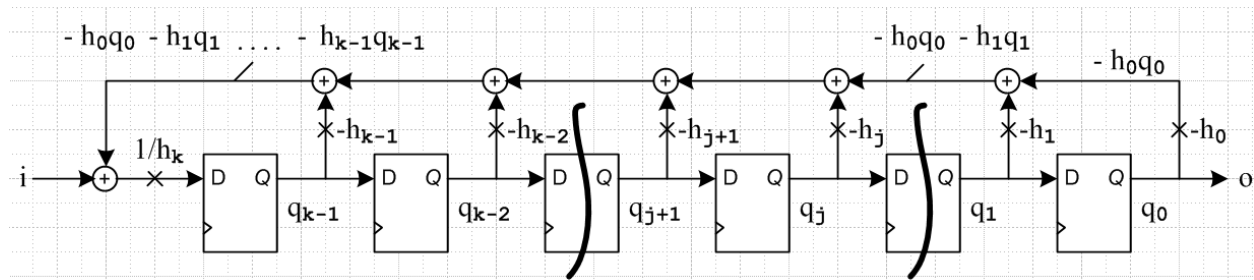 - h0q0 - h1q1 .... - hk-1qk-1
- h0q0 - h1q1
- h0q0
1/hk
-hk-1
-hk-2
-hj+1
-hj
-h1
-h0
i
D Q
D Q
D Q
D Q
D Q
D Q
o
qk-1
qk-2
qj+1
qj
q1
q0